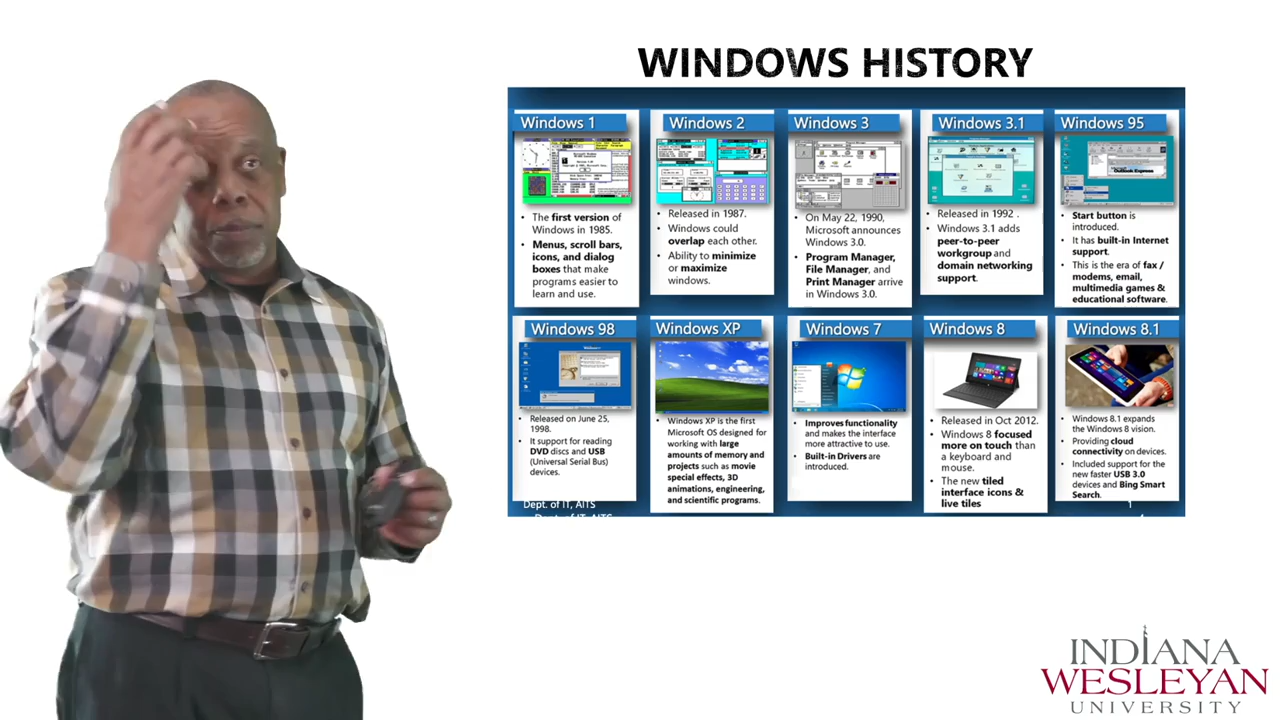 WINDOWS HISTORY
Windows 1
• The first version of
Windows in 1985.
• Menus, scroll bars,
icons, and dialog
boxes that make
programs easier to
learn and use.
Windows 2
• Released in 1987.
• Windows could
overlap each other.
• Ability to minimize
or maximize
windows.
Windows 3
• On May 22, 1990,
Microsoft announces
Windows 3.0.
• Program Manager,
File Manager, and
Print Manager arrive
in Windows 3.0.
Windows 3.1
• Released in 1992 .
• Windows 3.1 adds
peer-to-peer
workgroup and
domain networking
support.
Windows 95
Outlook Express
• Start button is
introduced.
• It has built-in Internet
support.
• This is the era of fax /
modems, email,
multimedia games &
educational software.
Windows 98
• Released on June 25,
1998.
• It support for reading
DVD discs and USB
(Universal Serial Bus)
devices.
Windows XP
• Windows XP is the first
Microsoft OS designed for
working with large
amounts of memory and
projects such as movie
special effects, 3D
animations, engineering,
and scientific programs.
Windows 7
• Improves functionality
and makes the interface
more attractive to use.
• Built-in Drivers are
introduced.
Windows 8
• Released in Oct 2012.
• Windows 8 focused
more on touch than
a keyboard and
mouse.
• The new tiled
interface icons &
live tiles
Windows 8.1
• Windows 8.1 expands
the Windows 8 vision.
• Providing cloud
connectivity on devices.
• Included support for the
new faster USB 3.0
devices and Bing Smart
Search.
Dept. of IT, AITS
1
Dept. of IT, AITS
INDIANA
WESLEYAN
UNIVERSITY